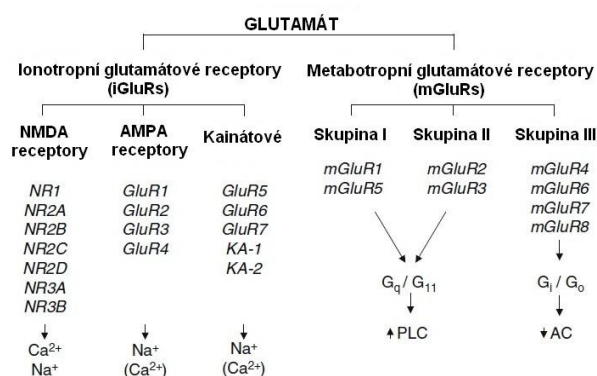 GLUTAMÁT
Ionotropní glutamátové receptory
(iGluRs)
Metabotropní glutamátové receptory
(mGluRs)
NMDA
receptory
AMPA
receptory
Kainátové
Skupina I
Skupina II
Skupina III
NR1
NR2A
NR2B
NR2C
NR2D
NR3A
NR3B
GluR1
GluR2
GluR3
GluR4
GluR5
GluR6
GluR7
KA-1
KA-2
mGluR1
mGluR5
mGluR2
mGluR3
mGluR4
mGluR6
mGluR7
mGluR8
Gq / G11
Gi / Go
PLC
AC
Ca2+
Na+
Na+
(Ca2+)
Na+
(Ca2+)